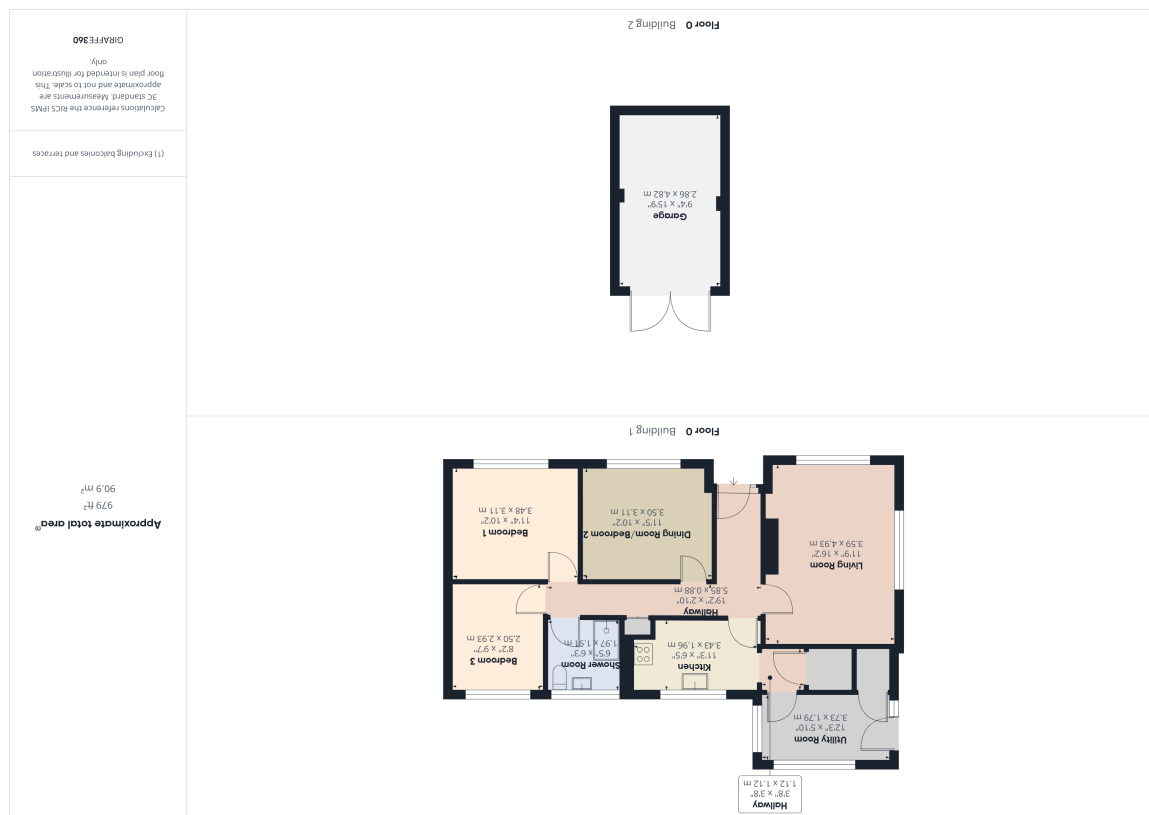 Hallway
3'8" x 3'8"
1.12 x 1.12 m
Utility Room
12'3" x 5'10"
3.73 x 1.79 m
Kitchen
11'3" x 6'5"
3.43 x 1.96 m
Shower Room
6'5" x 6'3"
1.97 x 1.91 m
Bedroom 3
8'2" x 9'7"
2.50 x 2.93 m
Hallway
19'2" x 2'10"
5.85 x 0.88 m
Living Room
11'9" x 16'2"
3.59 x 4.93 m
Dining Room/Bedroom 2
11'5" x 10'2"
3.50 x 3.11 m
Bedroom 1
11'4" x 10'2"
3.48 x 3.11 m
Floor 0 Building 1
Garage
9'4" x 15'9"
2.86 x 4.82 m
Floor 0 Building 2
Approximate total area(1)
979 ft²
90.9 m²
(1) Excluding balconies and terraces
Calculations reference the RICS IPMS
3C standard. Measurements are
approximate and not to scale. This
floor plan is intended for illustration
only.
GIRAFFE360